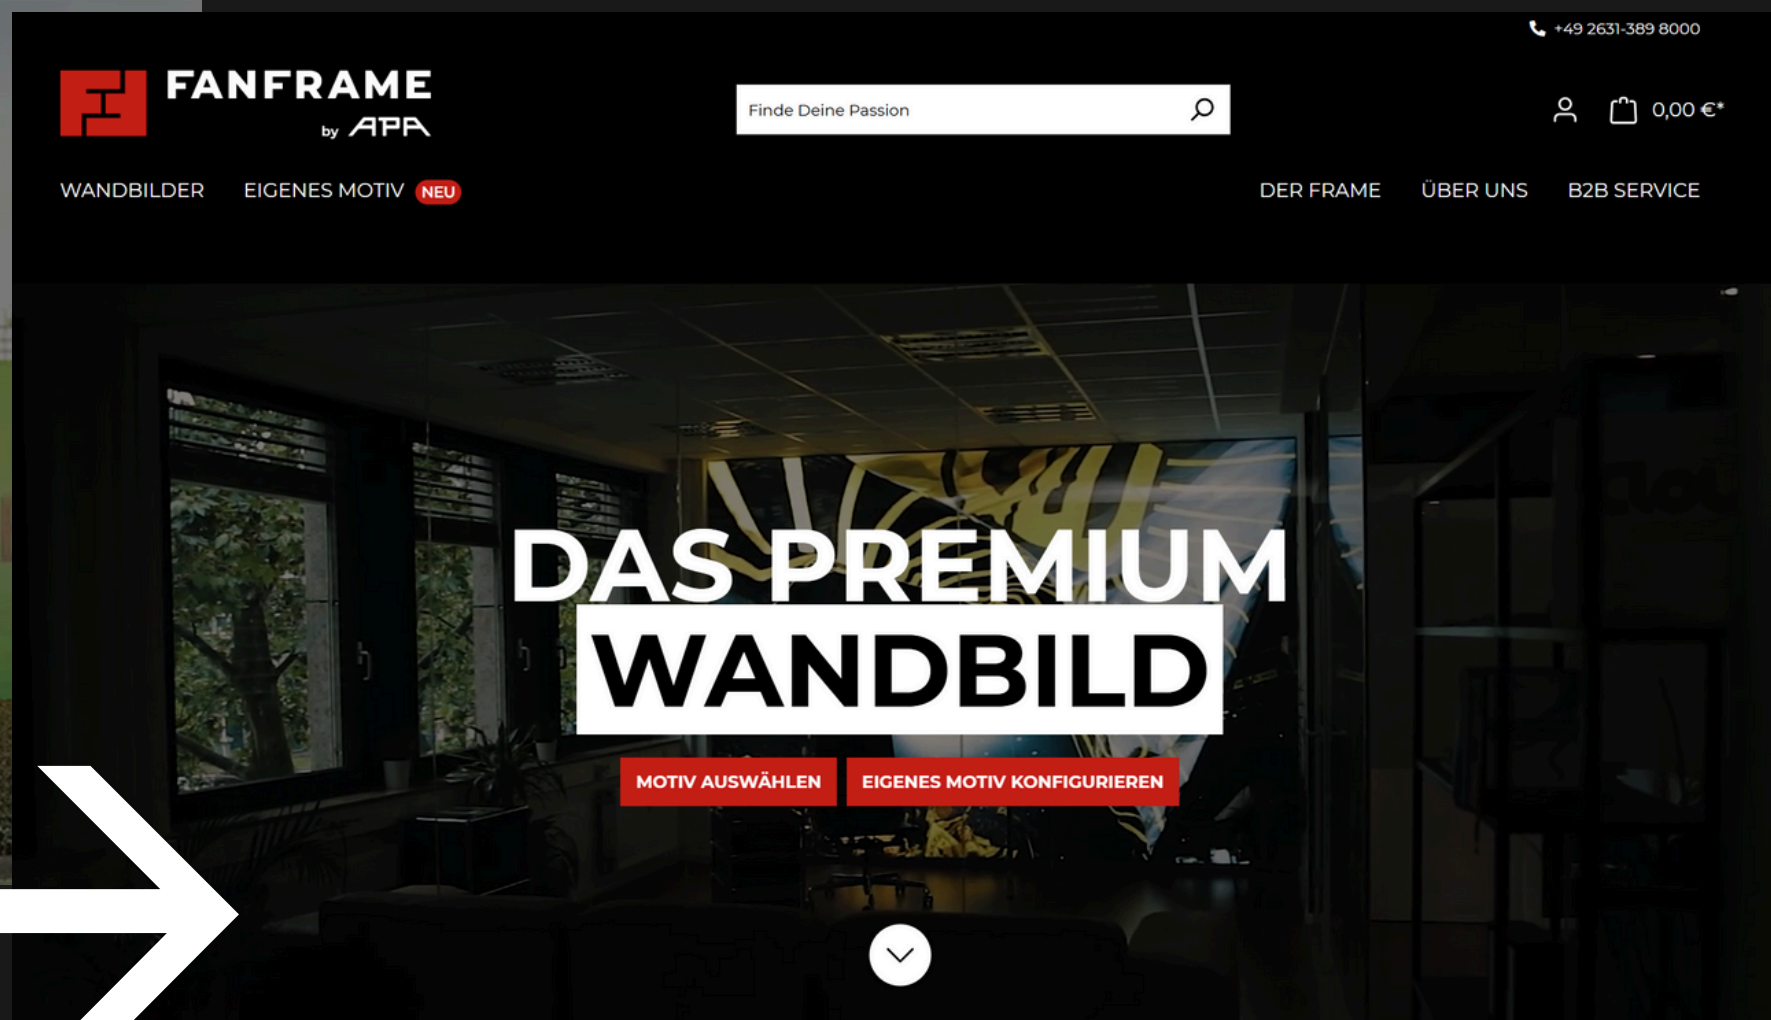 +49 2631-389 8000
FANFRAME
by APA
Finde Deine Passion
0,00 €*
WANDBILDER EIGENES MOTIV NEU
DER FRAME ÜBER UNS B2B SERVICE
DAS PREMIUM
WANDBILD
MOTIV AUSWÄHLEN EIGENES MOTIV KONFIGURIEREN